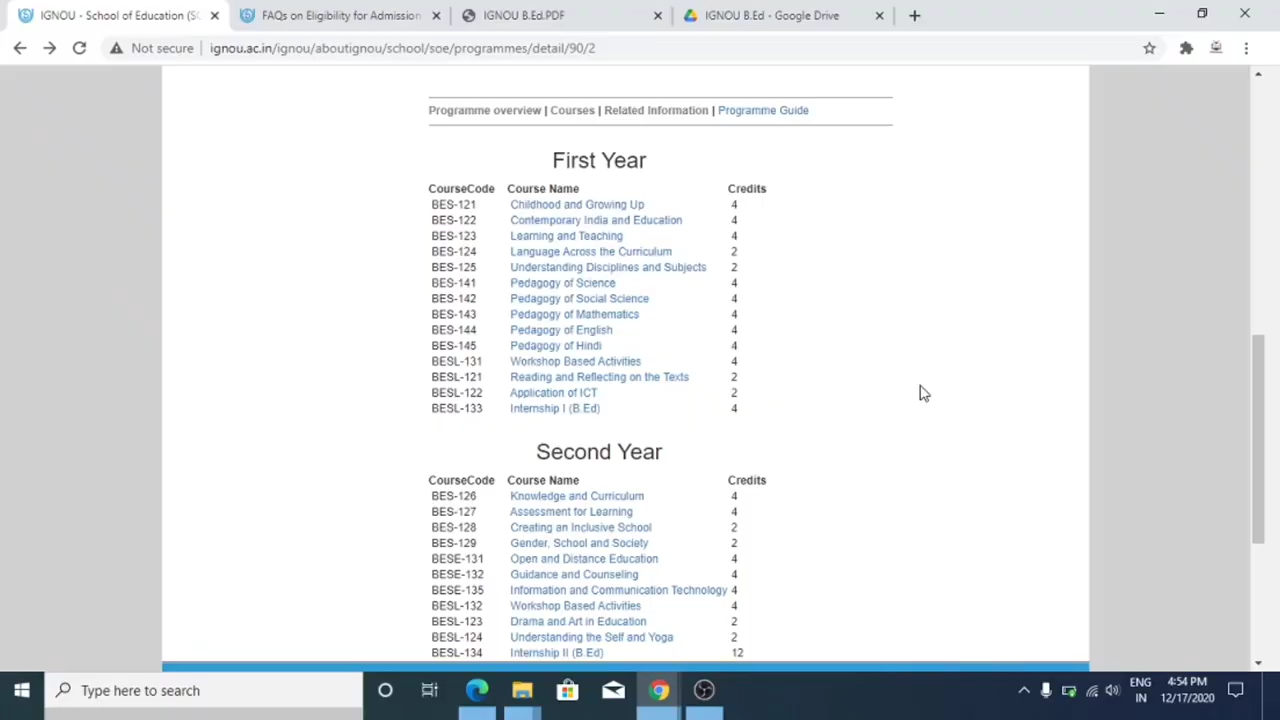 IGNOU - School of Education (SC
FAQs on Eligibility for Admission
IGNOU B.Ed.PDF
IGNOU B.Ed - Google Drive
Not secure
ignou.ac.in/ignou/aboutignou/school/soe/programmes/detail/90/2
Programme overview | Courses | Related Information | Programme Guide
First Year
CourseCode Course Name Credits
BES-121 Childhood and Growing Up 4
BES-122 Contemporary India and Education 4
BES-123 Learning and Teaching 4
BES-124 Language Across the Curriculum 2
BES-125 Understanding Disciplines and Subjects 2
BES-141 Pedagogy of Science 4
BES-142 Pedagogy of Social Science 4
BES-143 Pedagogy of Mathematics 4
BES-144 Pedagogy of English 4
BES-145 Pedagogy of Hindi 4
BESL-131 Workshop Based Activities 4
BESL-121 Reading and Reflecting on the Texts 2
BESL-122 Application of ICT 2
BESL-133 Internship I (B.Ed) 4
Second Year
CourseCode Course Name Credits
BES-126 Knowledge and Curriculum 4
BES-127 Assessment for Learning 4
BES-128 Creating an Inclusive School 2
BES-129 Gender, School and Society 2
BESE-131 Open and Distance Education 4
BESE-132 Guidance and Counseling 4
BESE-135 Information and Communication Technology 4
BESL-132 Workshop Based Activities 4
BESL-123 Drama and Art in Education 2
BESL-124 Understanding the Self and Yoga 2
BESL-134 Internship II (B.Ed) 12
Type here to search
ENG
IN
4:54 PM
12/17/2020